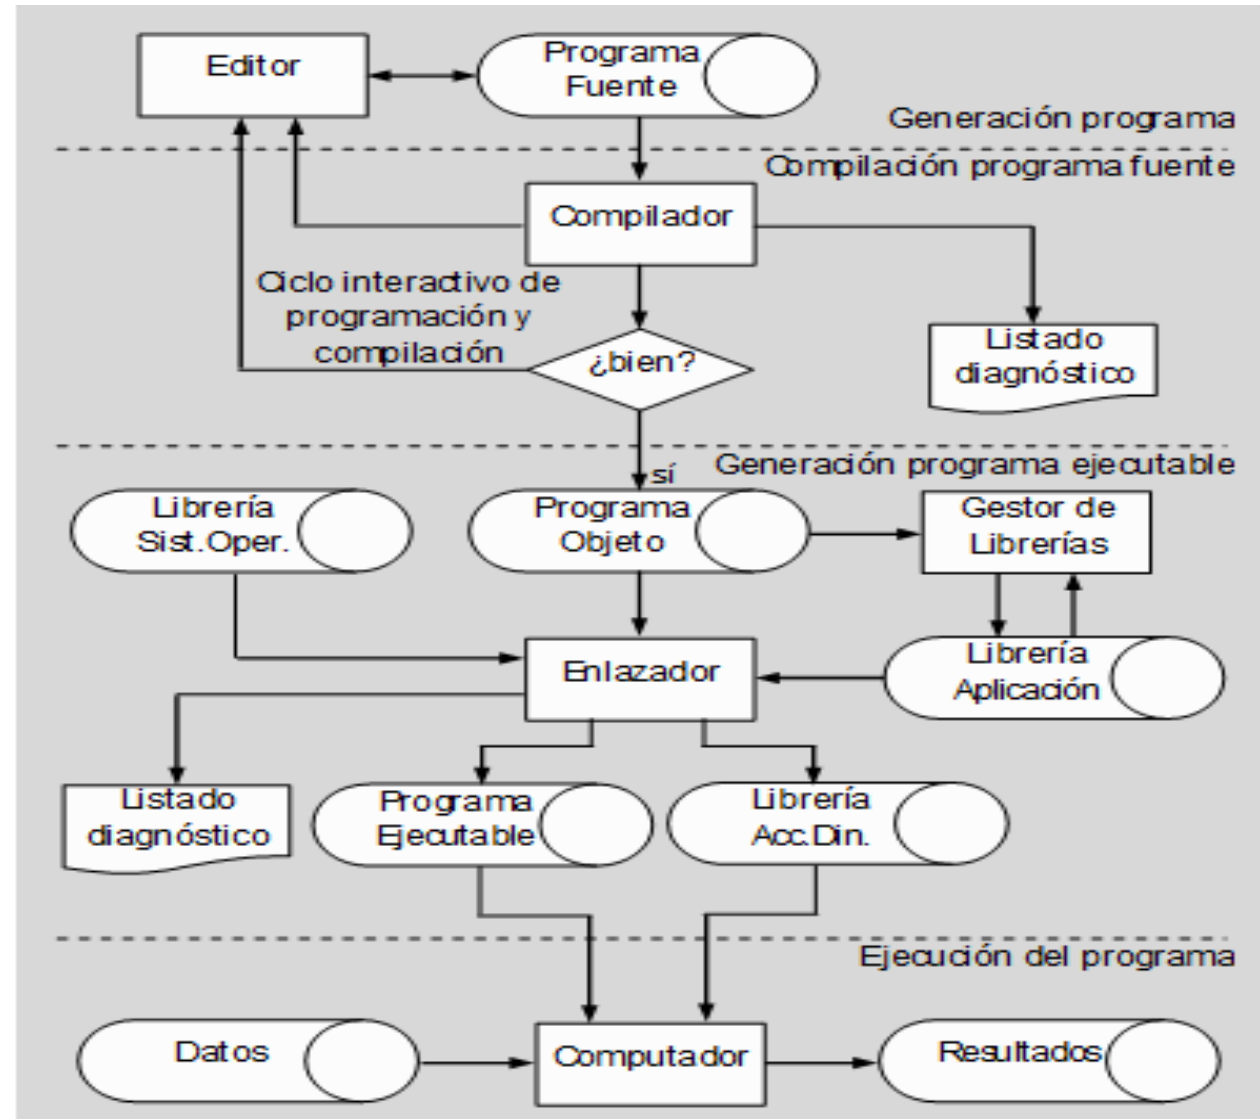 Editor
Programa
Fuente
Generación programa
Compilación programa fuente
Compilador
Ciclo interactivo de
programación y
compilación
¿bien?
Listado
diagnóstico
sí
Generación programa ejecutable
Librería
Sist.Oper.
Programa
Objeto
Gestor de
Librerías
Enlazador
Librería
Aplicación
Listado
diagnóstico
Programa
Ejecutable
Librería
Acc.Din.
Ejecución del programa
Datos
Computador
Resultados